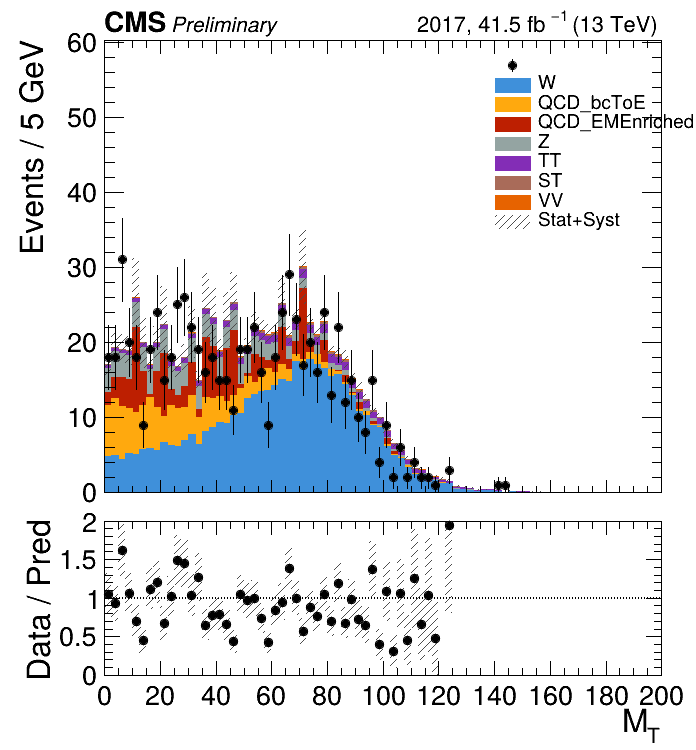 CMS Preliminary 2017, 41.5 fb⁻¹ (13 TeV)
Events / 5 GeV
60
50
40
30
20
10
0
W
QCD_bcToE
QCD_EMEnriched
Z
TT
ST
VV
Stat+Syst
Data / Pred
2
1.5
1
0.5
0
0 20 40 60 80 100 120 140 160 180 200
M_T